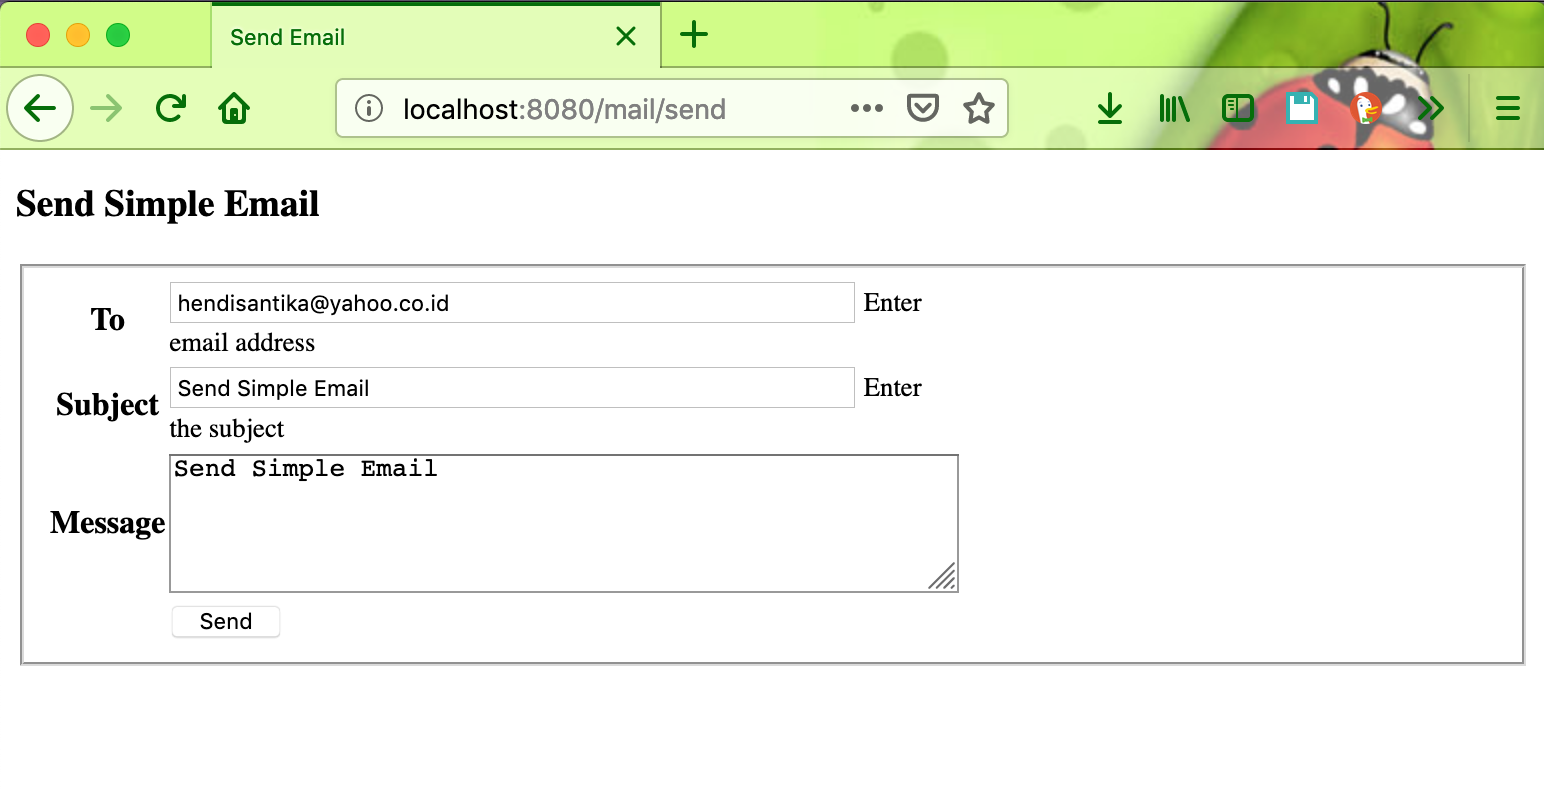 Send Email
localhost:8080/mail/send
Send Simple Email
To
hendisantika@yahoo.co.id Enter
email address
Subject
Send Simple Email Enter
the subject
Message
Send Simple Email
Send